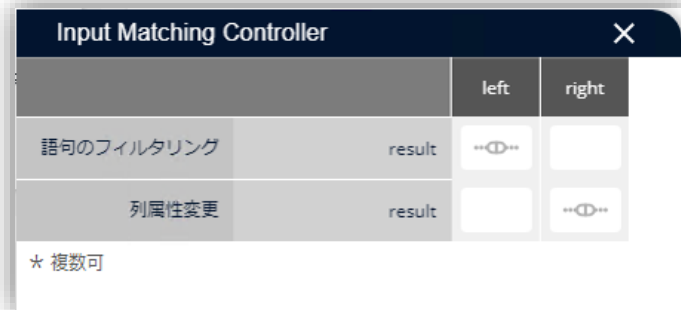 Input Matching Controller
left right
語句のフィルタリング result
列属性変更 result
* 複数可